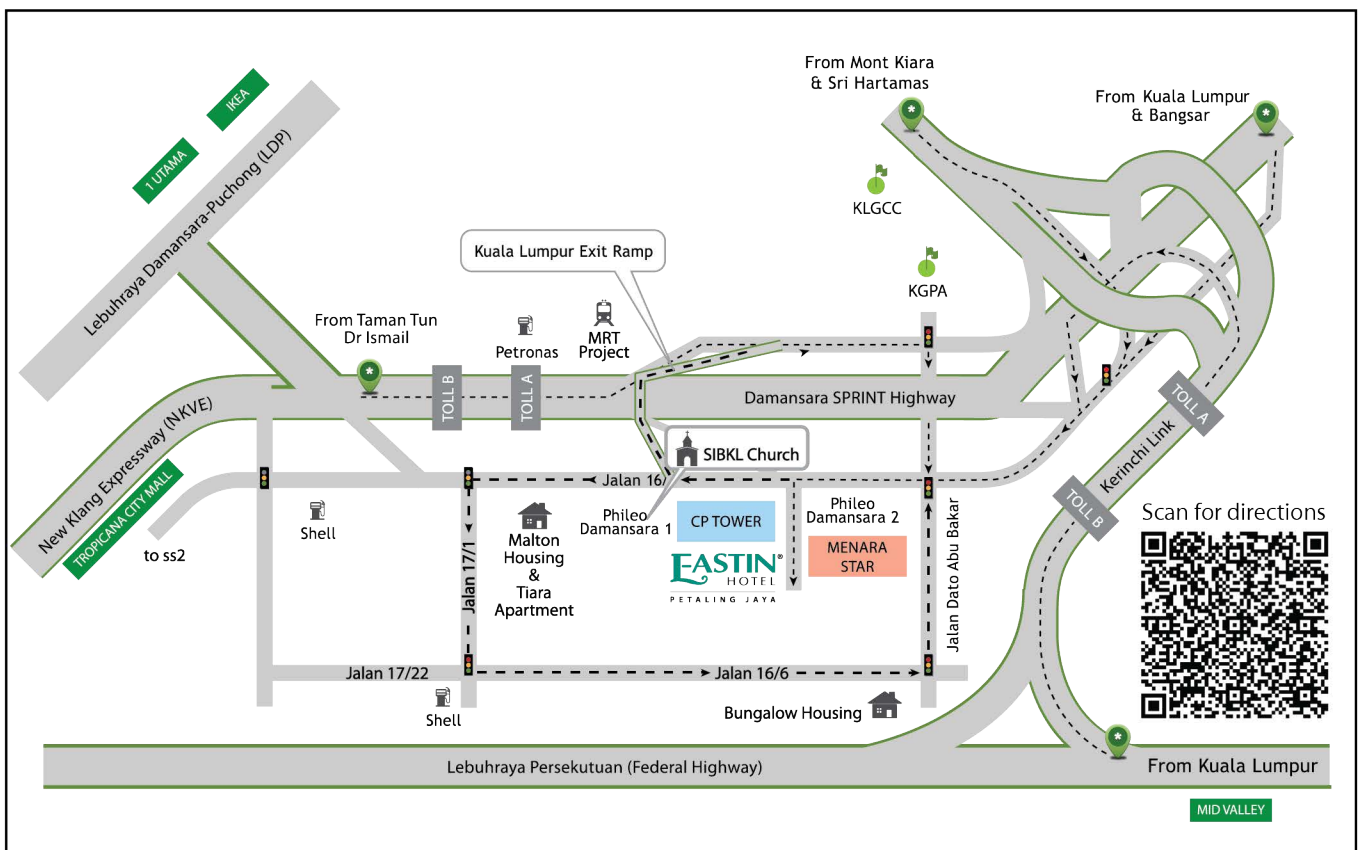 From Mont Kiara
& Sri Hartamas
From Kuala Lumpur
& Bangsar
IKEA
1 UTAMA
Lebuhraya Damansara-Puchong (LDP)
KLGCC
Kuala Lumpur Exit Ramp
KGPA
From Taman Tun
Dr Ismail
Petronas
MRT
Project
TOLL B
TOLL A
Damansara SPRINT Highway
TOLL A
Kerinchi Link
TOLL B
New Klang Expressway (NKVE)
TROPICANA CITY MALL
to ss2
SIBKL Church
Jalan 16/
Shell
Jalan 17/1
Malton
Housing
&
Tiara
Apartment
Phileo
Damansara 1
CP TOWER
EASTIN®
HOTEL
PETALING JAYA
Phileo
Damansara 2
MENARA
STAR
Jalan Dato Abu Bakar
Scan for directions
Jalan 17/22
Jalan 16/6
Shell
Bungalow Housing
Lebuhraya Persekutuan (Federal Highway)
From Kuala Lumpur
MID VALLEY